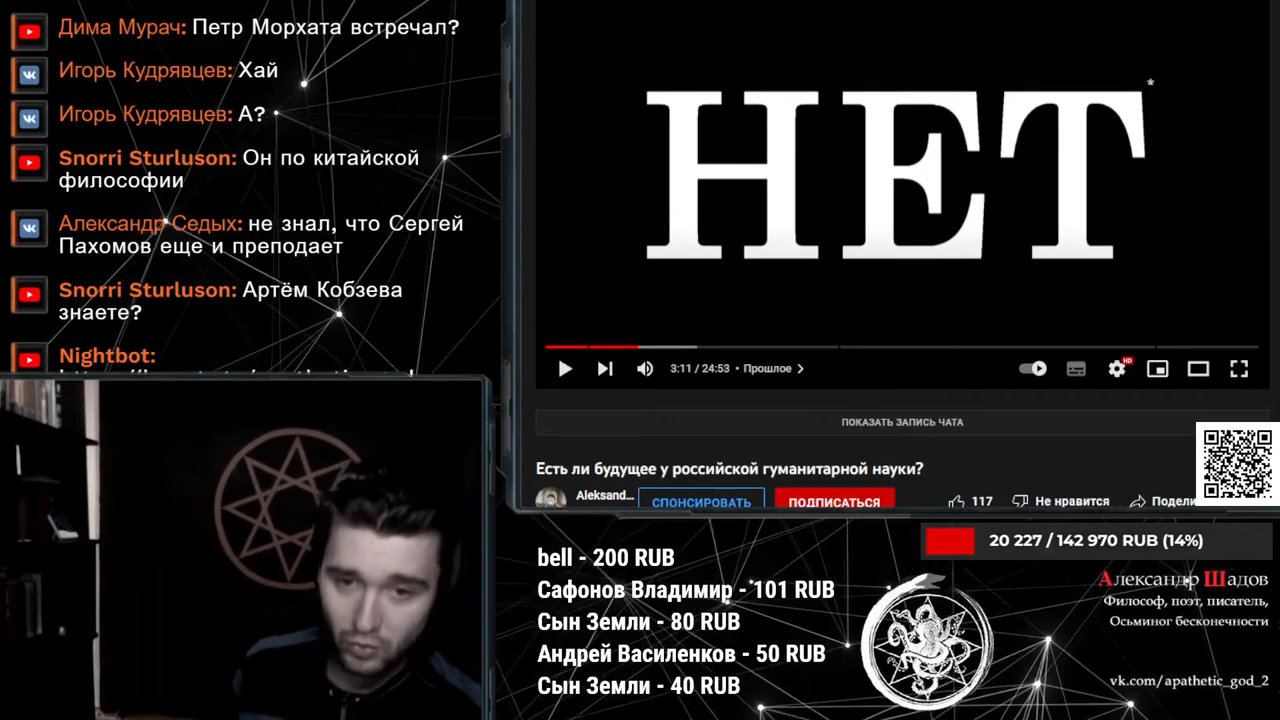 Дима Мурач: Петр Морхата встречал?
Игорь Кудрявцев: Хай
Игорь Кудрявцев: А?
Snorri Sturluson: Он по китайской
философии
Александр Седых: не знал, что Сергей
Пахомов еще и преподает
Snorri Sturluson: Артём Кобзева
знаете?
Nightbot:
НЕТ*
3:11 / 24:53 • Прошлое
HD
ПОКАЗАТЬ ЗАПИСЬ ЧАТА
Есть ли будущее у российской гуманитарной науки?
Aleksand...
СПОНСИРОВАТЬ
ПОДПИСАТЬСЯ
117
Не нравится
Подели
20 227 / 142 970 RUB (14%)
bell - 200 RUB
Сафонов Владимир - 101 RUB
Сын Земли - 80 RUB
Андрей Василенков - 50 RUB
Сын Земли - 40 RUB
Александр Шадов
Философ, поэт, писатель,
Осьминог бесконечности
vk.com/apathetic_god_2